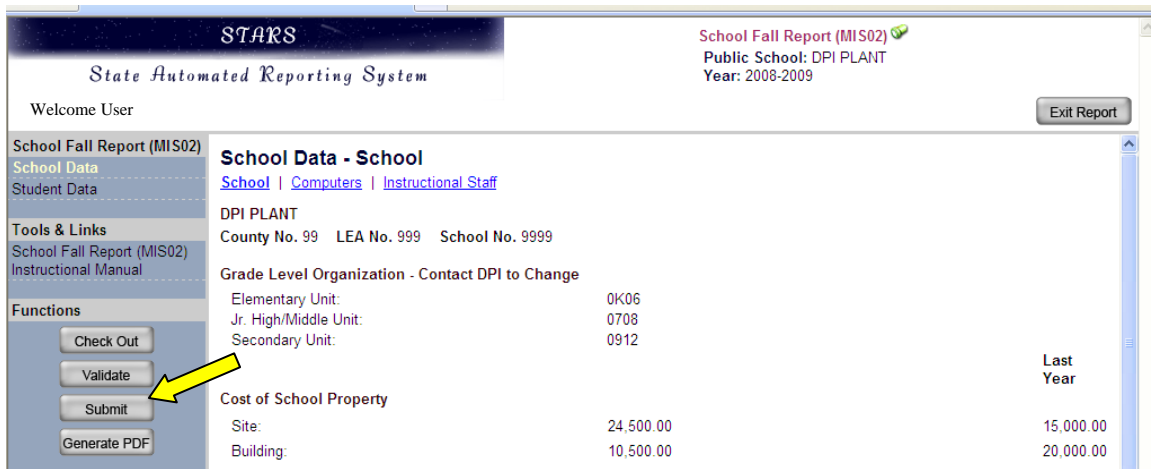 STARS
State Automated Reporting System
Welcome User
School Fall Report (MIS02)
Public School: DPI PLANT
Year: 2008-2009
Exit Report
School Fall Report (MIS02)
School Data
Student Data
Tools & Links
School Fall Report (MIS02)
Instructional Manual
Functions
Check Out
Validate
Submit
Generate PDF
School Data - School
School | Computers | Instructional Staff
DPI PLANT
County No. 99 LEA No. 999 School No. 9999
Grade Level Organization - Contact DPI to Change
Elementary Unit: 0K06
Jr. High/Middle Unit: 0708
Secondary Unit: 0912
Last
Year
Cost of School Property
Site: 24,500.00 15,000.00
Building: 10,500.00 20,000.00